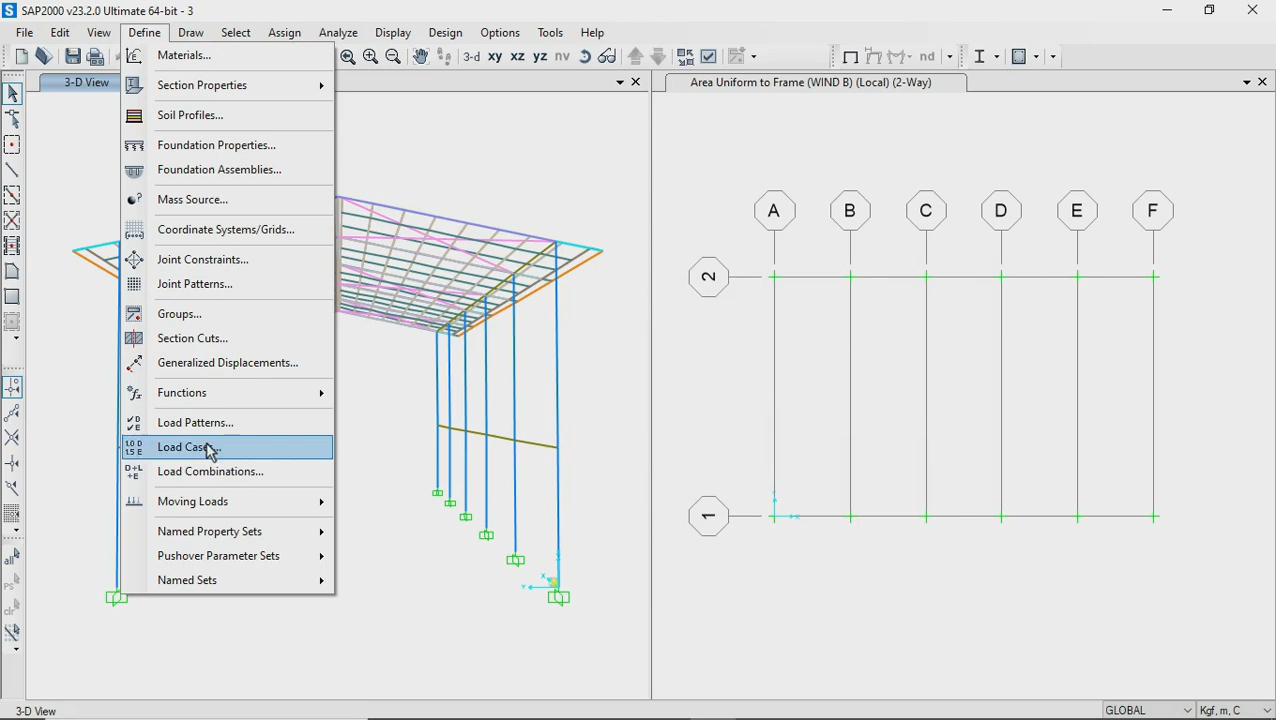 SAP2000 v23.2.0 Ultimate 64-bit - 3
File Edit View Define Draw Select Assign Analyze Display Design Options Tools Help
3-d xy xz yz nv nd
3-D View
Area Uniform to Frame (WIND B) (Local) (2-Way)
Materials...
Section Properties
Soil Profiles...
Foundation Properties...
Foundation Assemblies...
Mass Source...
Coordinate Systems/Grids...
Joint Constraints...
Joint Patterns...
Groups...
Section Cuts...
Generalized Displacements...
Functions
Load Patterns...
Load Cas
Load Combinations...
Moving Loads
Named Property Sets
Pushover Parameter Sets
Named Sets
all
PS
clr
A B C D E F
2
1
X
Y
3-D View
GLOBAL
Kgf, m, C